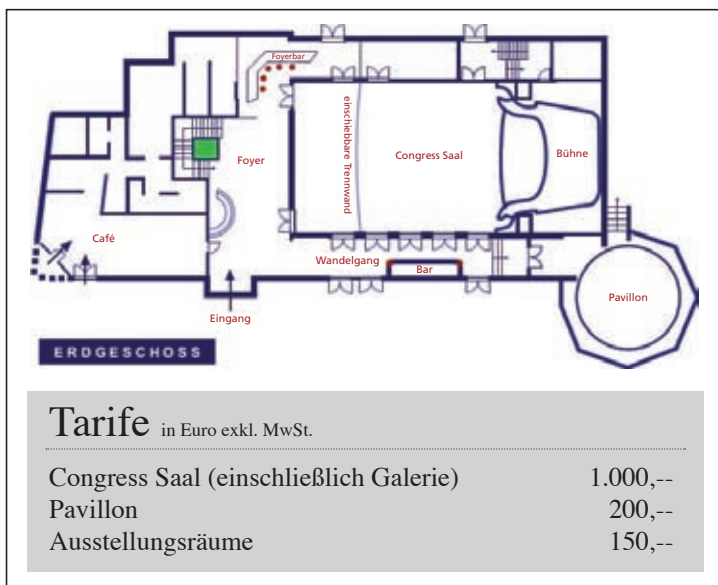 Foyerbar
einschiebbare Trennwand
Congress Saal
Bühne
Foyer
Café
Wandelgang
Bar
Pavillon
Eingang
ERDGESCHOSS
Tarife in Euro exkl. MwSt.
Congress Saal (einschließlich Galerie) 1.000,--
Pavillon 200,--
Ausstellungsräume 150,--